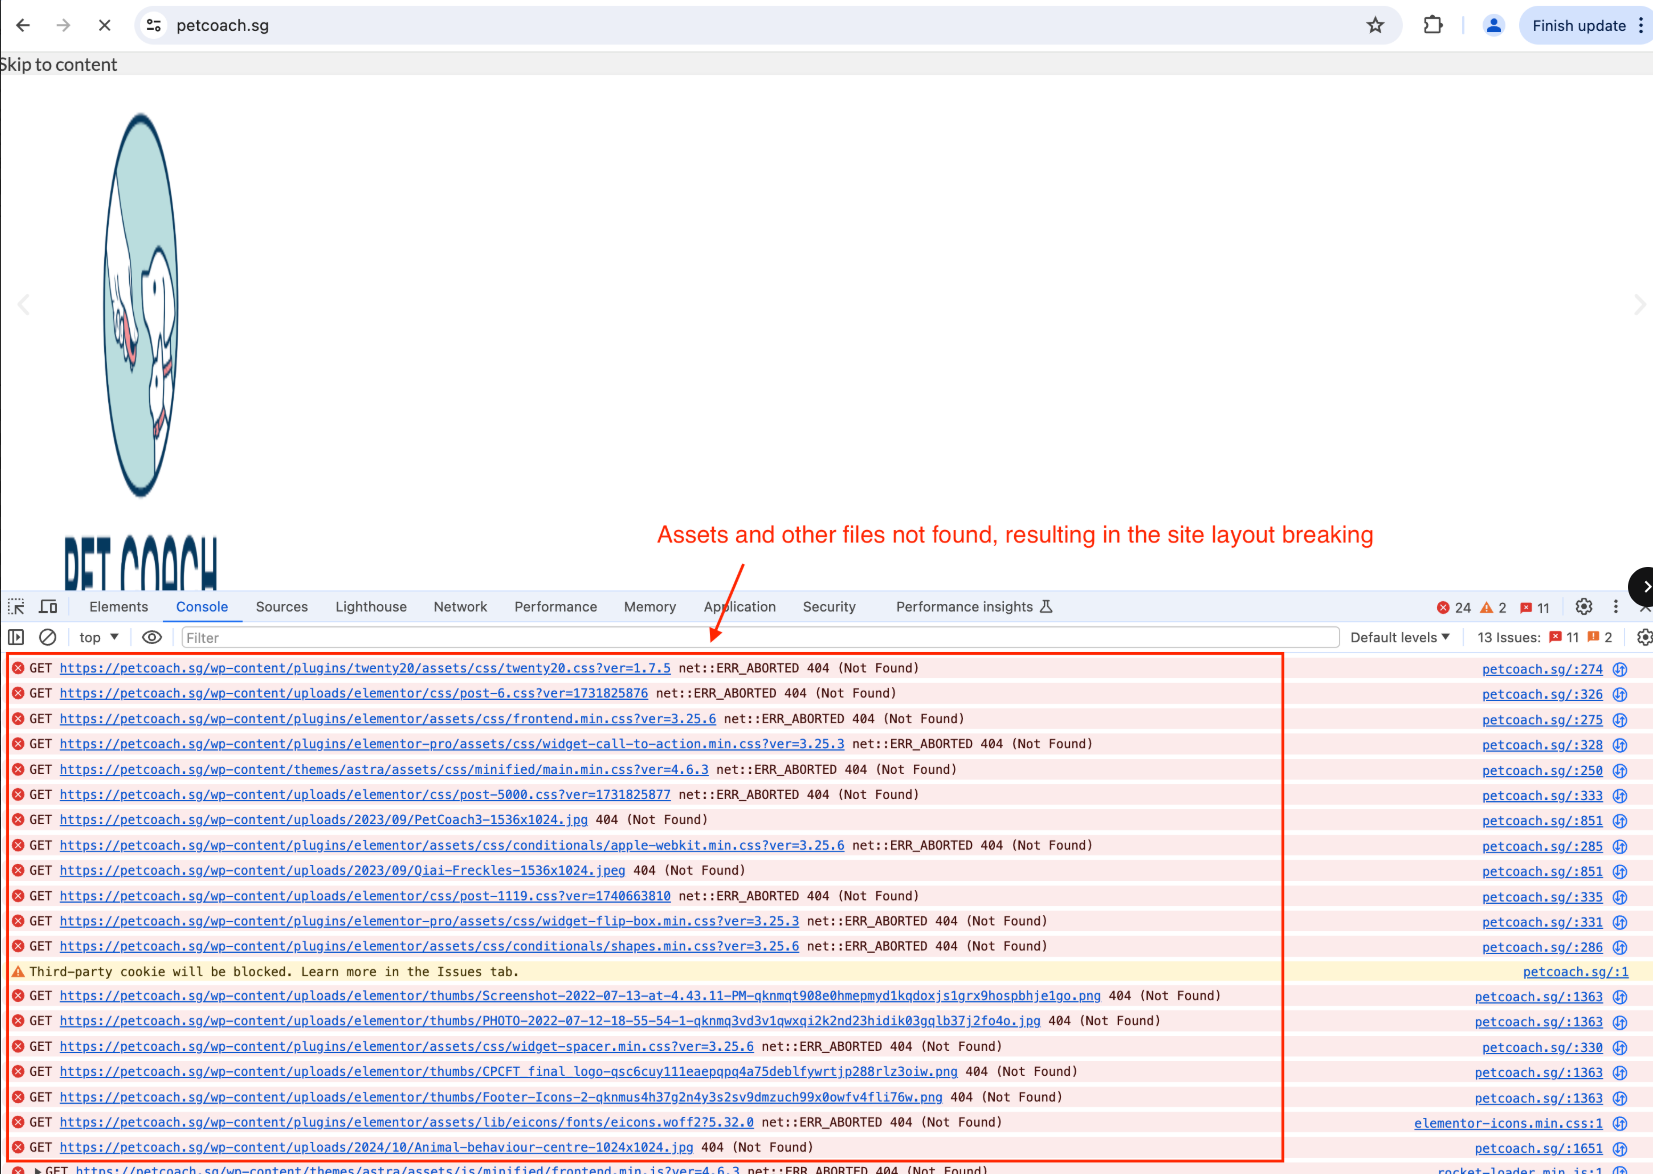 petcoach.sg
Finish update
Skip to content
PET COACH
Assets and other files not found, resulting in the site layout breaking
Elements Console Sources Lighthouse Network Performance Memory Application Security Performance insights 24 2 11
top Filter Default levels 13 Issues: 11 2
GET https://petcoach.sg/wp-content/plugins/twenty20/assets/css/twenty20.css?ver=1.7.5 net::ERR_ABORTED 404 (Not Found) petcoach.sg/:274
GET https://petcoach.sg/wp-content/uploads/elementor/css/post-6.css?ver=1731825876 net::ERR_ABORTED 404 (Not Found) petcoach.sg/:326
GET https://petcoach.sg/wp-content/plugins/elementor/assets/css/frontend.min.css?ver=3.25.6 net::ERR_ABORTED 404 (Not Found) petcoach.sg/:275
GET https://petcoach.sg/wp-content/plugins/elementor-pro/assets/css/widget-call-to-action.min.css?ver=3.25.3 net::ERR_ABORTED 404 (Not Found) petcoach.sg/:328
GET https://petcoach.sg/wp-content/themes/astra/assets/css/minified/main.min.css?ver=4.6.3 net::ERR_ABORTED 404 (Not Found) petcoach.sg/:250
GET https://petcoach.sg/wp-content/uploads/elementor/css/post-5000.css?ver=1731825877 net::ERR_ABORTED 404 (Not Found) petcoach.sg/:333
GET https://petcoach.sg/wp-content/uploads/2023/09/PetCoach3-1536x1024.jpg 404 (Not Found) petcoach.sg/:851
GET https://petcoach.sg/wp-content/plugins/elementor/assets/css/conditionals/apple-webkit.min.css?ver=3.25.6 net::ERR_ABORTED 404 (Not Found) petcoach.sg/:285
GET https://petcoach.sg/wp-content/uploads/2023/09/Qiai-Freckles-1536x1024.jpeg 404 (Not Found) petcoach.sg/:851
GET https://petcoach.sg/wp-content/uploads/elementor/css/post-1119.css?ver=1740663810 net::ERR_ABORTED 404 (Not Found) petcoach.sg/:335
GET https://petcoach.sg/wp-content/plugins/elementor-pro/assets/css/widget-flip-box.min.css?ver=3.25.3 net::ERR_ABORTED 404 (Not Found) petcoach.sg/:331
GET https://petcoach.sg/wp-content/plugins/elementor/assets/css/conditionals/shapes.min.css?ver=3.25.6 net::ERR_ABORTED 404 (Not Found) petcoach.sg/:286
Third-party cookie will be blocked. Learn more in the Issues tab. petcoach.sg/:1
GET https://petcoach.sg/wp-content/uploads/elementor/thumbs/Screenshot-2022-07-13-at-4.43.11-PM-qknmqt908e0hmepmyd1kqdoxjs1grx9hospbhje1go.png 404 (Not Found) petcoach.sg/:1363
GET https://petcoach.sg/wp-content/uploads/elementor/thumbs/PHOTO-2022-07-12-18-55-54-1-qknmq3vd3v1qwxqi2k2nd23hidik03gqlb37j2fo4o.jpg 404 (Not Found) petcoach.sg/:1363
GET https://petcoach.sg/wp-content/plugins/elementor/assets/css/widget-spacer.min.css?ver=3.25.6 net::ERR_ABORTED 404 (Not Found) petcoach.sg/:330
GET https://petcoach.sg/wp-content/uploads/elementor/thumbs/CPCFT_final_logo-qsc6cuy111eaepqpq4a75deblfywrtjp288rlz3oiw.png 404 (Not Found) petcoach.sg/:1363
GET https://petcoach.sg/wp-content/uploads/elementor/thumbs/Footer-Icons-2-qknmus4h37g2n4y3s2sv9dmzuch99x0owfv4fli76w.png 404 (Not Found) petcoach.sg/:1363
GET https://petcoach.sg/wp-content/plugins/elementor/assets/lib/eicons/fonts/eicons.woff2?5.32.0 net::ERR_ABORTED 404 (Not Found) elementor-icons.min.css:1
GET https://petcoach.sg/wp-content/uploads/2024/10/Animal-behaviour-centre-1024x1024.jpg 404 (Not Found) petcoach.sg/:1651
GET https://petcoach.sg/wp-content/themes/astra/assets/js/minified/frontend.min.js?ver=4.6.3 net::ERR_ABORTED 404 (Not Found) rocket-loader.min.js:1